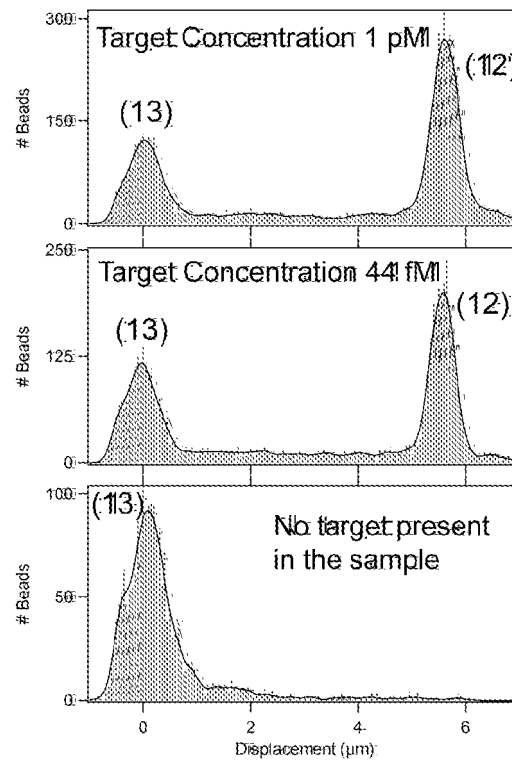 300
Target Concentration 1 pM
(12)
(13)
150
# Beads
0
250
Target Concentration 44 fM
(12)
(13)
125
# Beads
0
100
(13)
No target present
in the sample
50
# Beads
0
0 2 4 6
Displacement (µm)